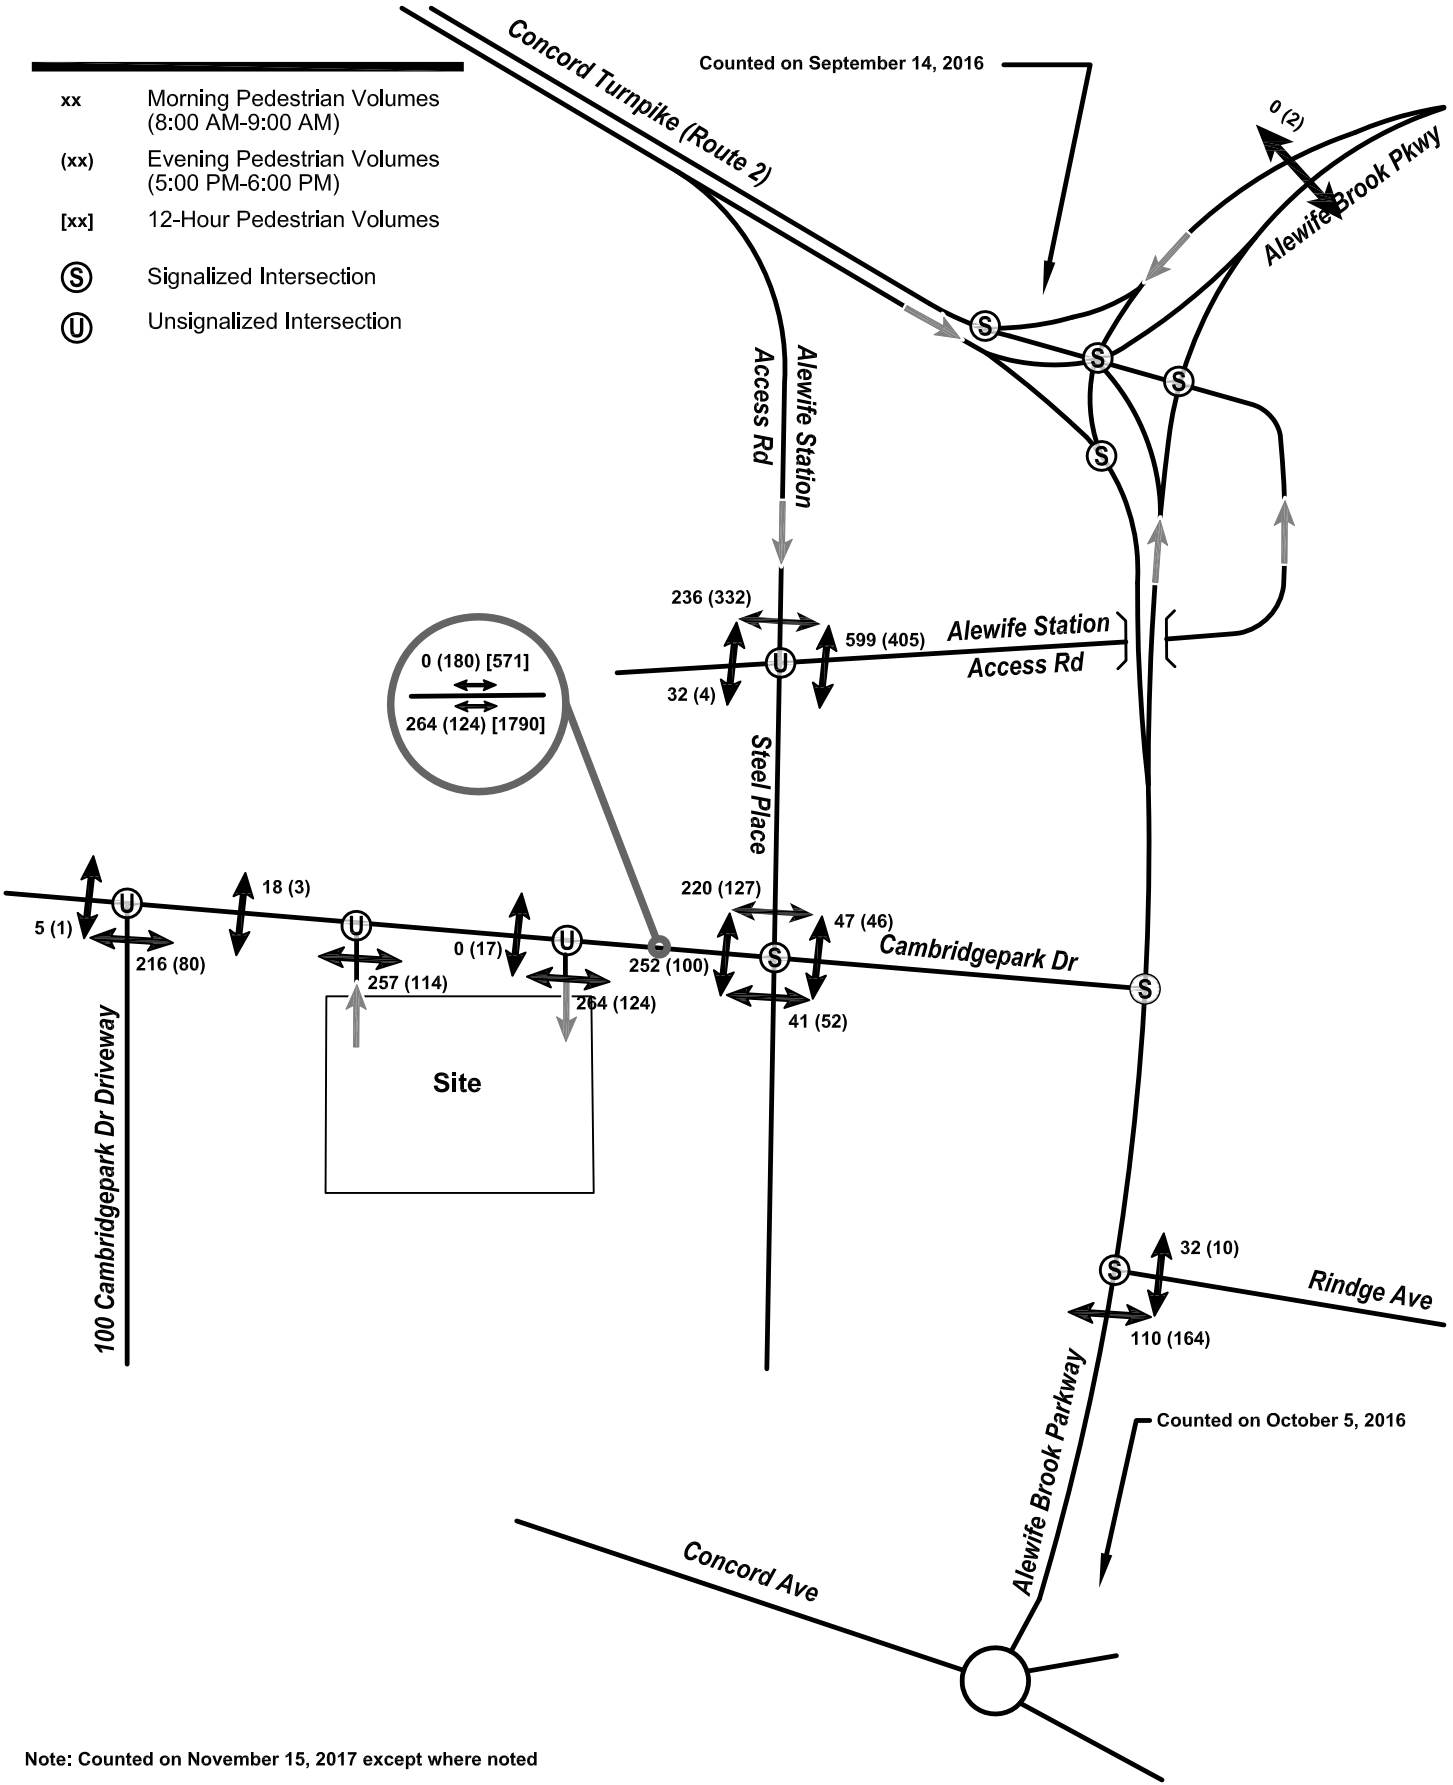 Concord Turnpike (Route 2)
Counted on September 14, 2016
xx Morning Pedestrian Volumes
(8:00 AM-9:00 AM)
(xx) Evening Pedestrian Volumes
(5:00 PM-6:00 PM)
[xx] 12-Hour Pedestrian Volumes
S Signalized Intersection
U Unsignalized Intersection
0 (2)
Alewife Brook Pkwy
S
S
S
S
Alewife Station
Access Rd
236 (332)
599 (405)
U
32 (4)
Alewife Station
Access Rd
0 (180) [571]
264 (124) [1790]
Steel Place
18 (3)
220 (127)
47 (46)
U
U
U
S
5 (1)
216 (80)
257 (114)
0 (17)
264 (124)
252 (100)
41 (52)
Cambridgepark Dr
S
Site
100 Cambridgepark Dr Driveway
S
32 (10)
Rindge Ave
110 (164)
Alewife Brook Parkway
Counted on October 5, 2016
Concord Ave
Note: Counted on November 15, 2017 except where noted